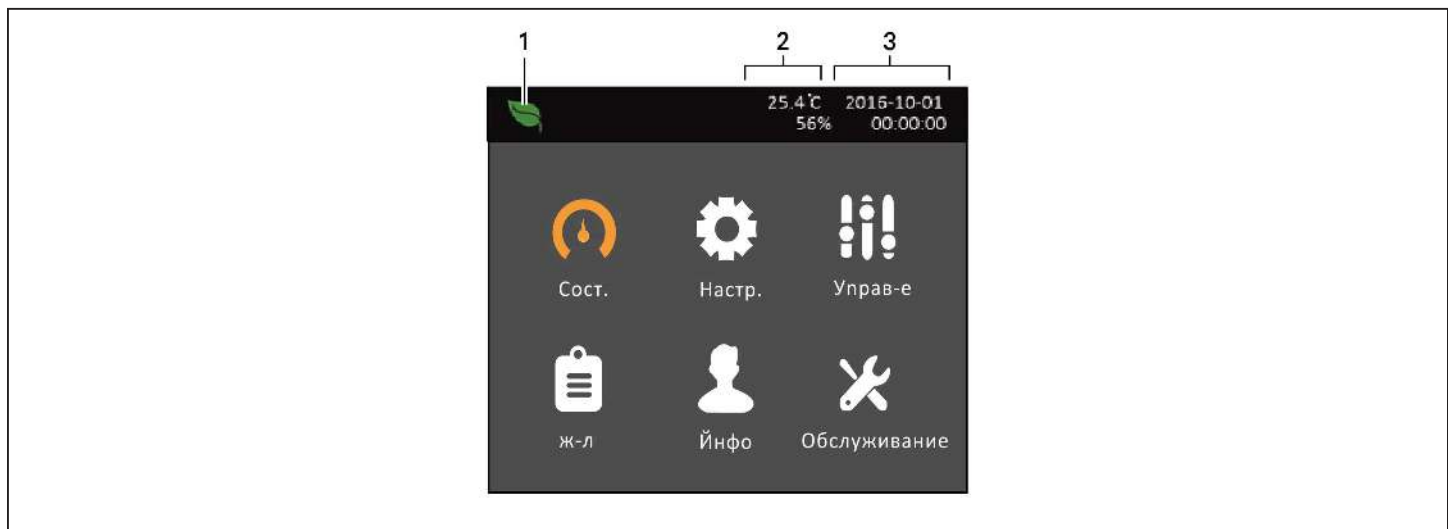 1 2 3
25.4℃ 2016-10-01
56% 00:00:00
Сост. Настр. Управ-е
ж-л Йнфо Обслуживание